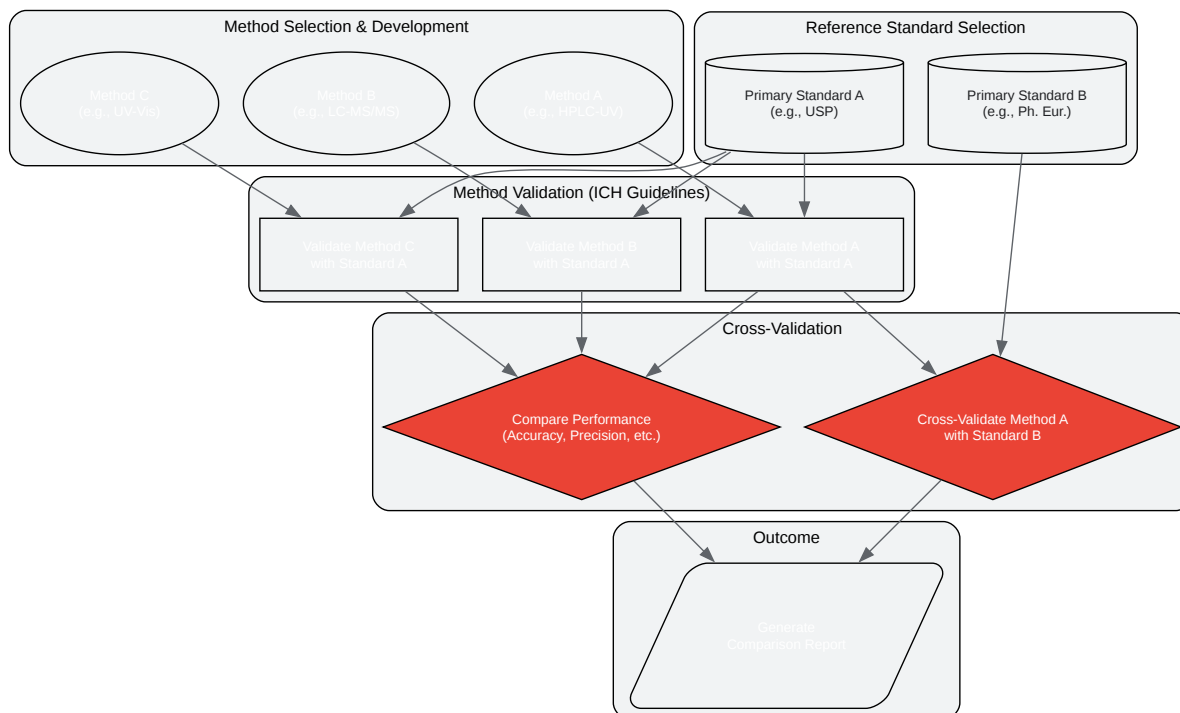 Method Selection & Development
Reference Standard Selection
Method C
(e.g., UV-Vis)
Method B
(e.g., LC-MS/MS)
Method A
(e.g., HPLC-UV)
Primary Standard A
(e.g., USP)
Primary Standard B
(e.g., Ph. Eur.)
Method Validation (ICH Guidelines)
Validate Method C
with Standard A
Validate Method B
with Standard A
Validate Method A
with Standard A
Cross-Validation
Compare Performance
(Accuracy, Precision, etc.)
Cross-Validate Method A
with Standard B
Outcome
Generate
Comparison Report